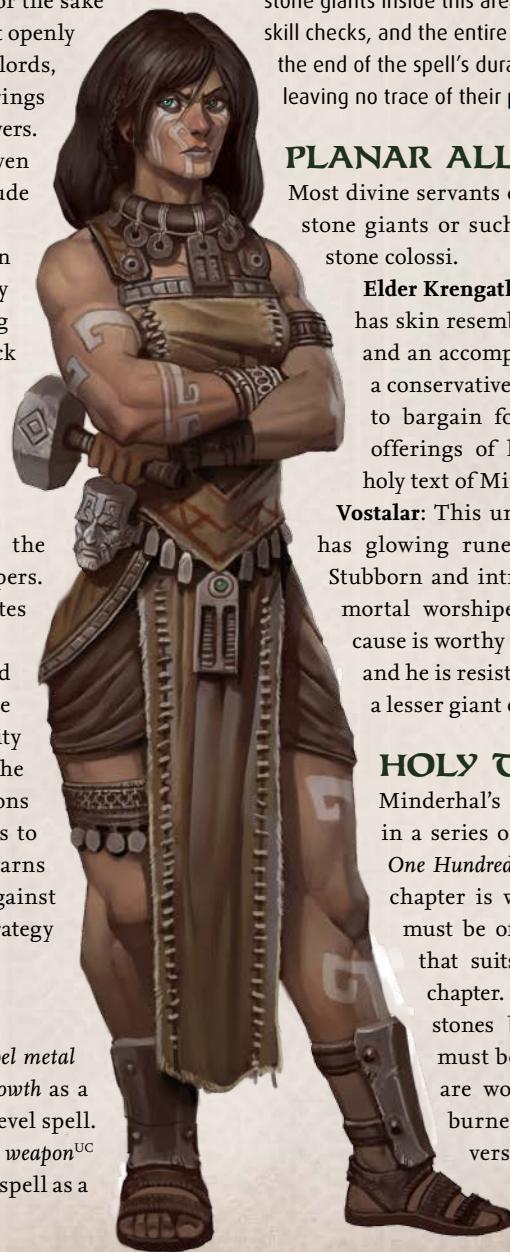 or the sake
t openly
lords,
rings
vers.
ven
ude
n
y
g
ck
the
pers.
tes
d
e
ity
he
ons
s to
arns
gainst
rategy
pel metal
owth as a
evel spell.
weaponUC
spell as a
stone giants inside this are
skill checks, and the entire
the end of the spell's dura
leaving no trace of their p
PLANAR ALL
Most divine servants o
stone giants or such
stone colossi.
Elder Krengath
has skin resemb
and an accomp
a conservative
to bargain fo
offerings of h
holy text of Mi
Vostalar: This un
has glowing rune
Stubborn and intr
mortal worshipe
cause is worthy
and he is resist
a lesser giant o
HOLY T
Minderhal's
in a series o
One Hundred
chapter is w
must be of
that suits
chapter.
stones b
must be
are wo
burne
vers